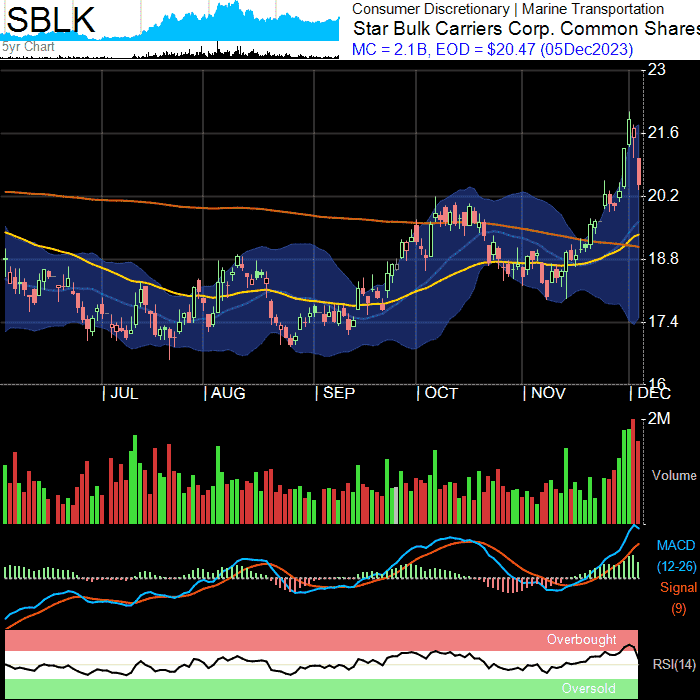 SBLK
5yr Chart
Consumer Discretionary | Marine Transportation
Star Bulk Carriers Corp. Common Shares
MC = 2.1B, EOD = $20.47 (05Dec2023)
23
21.6
20.2
18.8
17.4
16
JUL AUG SEP OCT NOV DEC
2M
Volume
MACD
(12-26)
Signal
(9)
Overbought
RSI(14)
Oversold